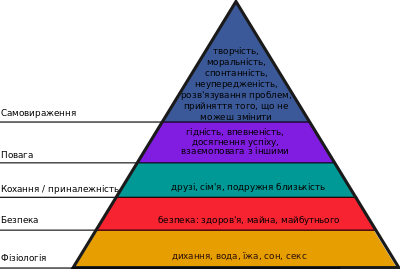 творчість,
моральність,
спонтанність,
неупередженість,
розв'язування проблем,
прийняття того, що не
можеш змінити
Самовираження
гідність, впевненість,
досягнення успіху,
взаємоповага з іншими
Повага
друзі, сім'я, подружня близькість
Кохання / приналежність
безпека: здоров'я, майна, майбутнього
Безпека
дихання, вода, їжа, сон, секс
Фізіологія